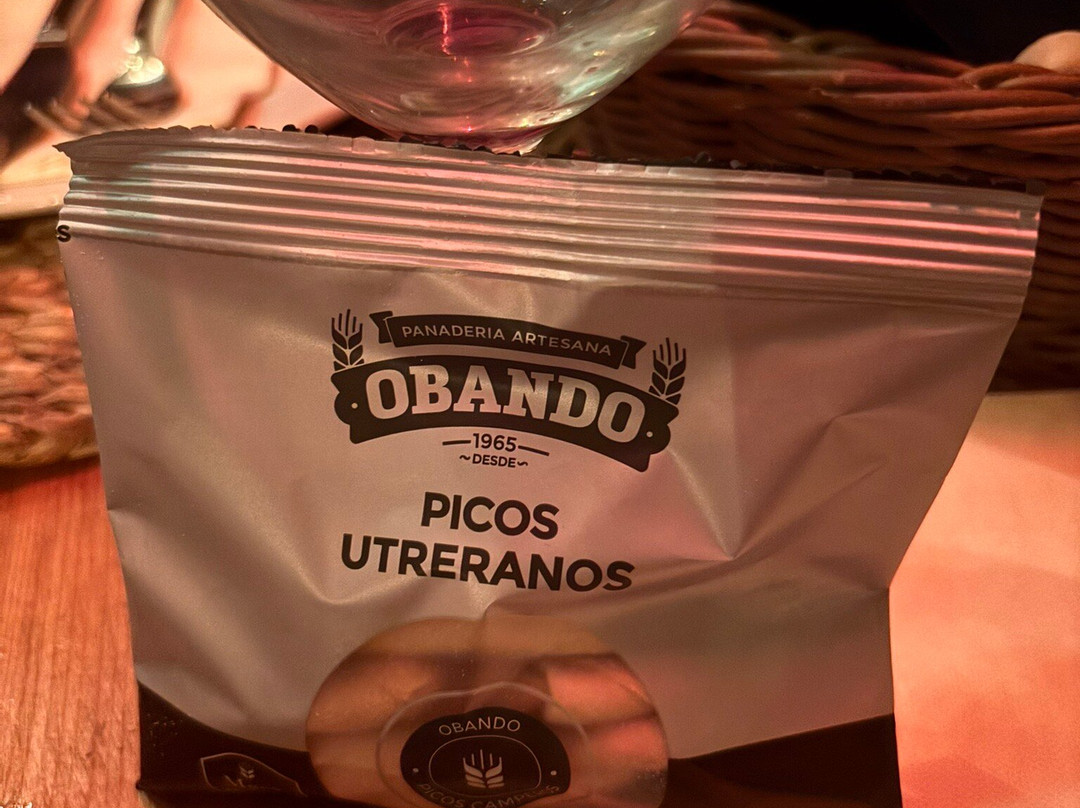 PANADERIA ARTESANA
OBANDO
1965
DESDE
PICOS
UTRERANOS
OBANDO